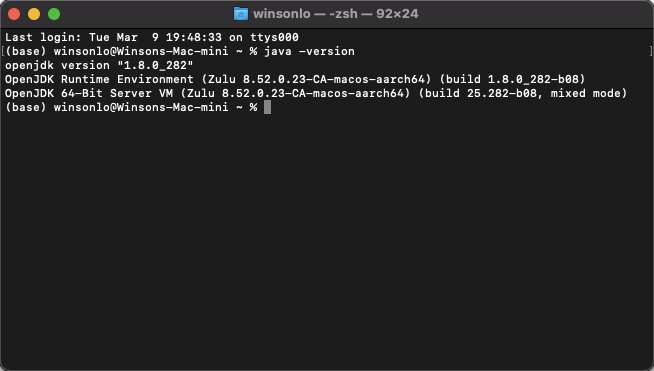 winsonlo — -zsh — 92×24
Last login: Tue Mar  9 19:48:33 on ttys000
[(base) winsonlo@Winsons-Mac-mini ~ % java -version ]
openjdk version "1.8.0_282"
OpenJDK Runtime Environment (Zulu 8.52.0.23-CA-macos-aarch64) (build 1.8.0_282-b08)
OpenJDK 64-Bit Server VM (Zulu 8.52.0.23-CA-macos-aarch64) (build 25.282-b08, mixed mode)
(base) winsonlo@Winsons-Mac-mini ~ %